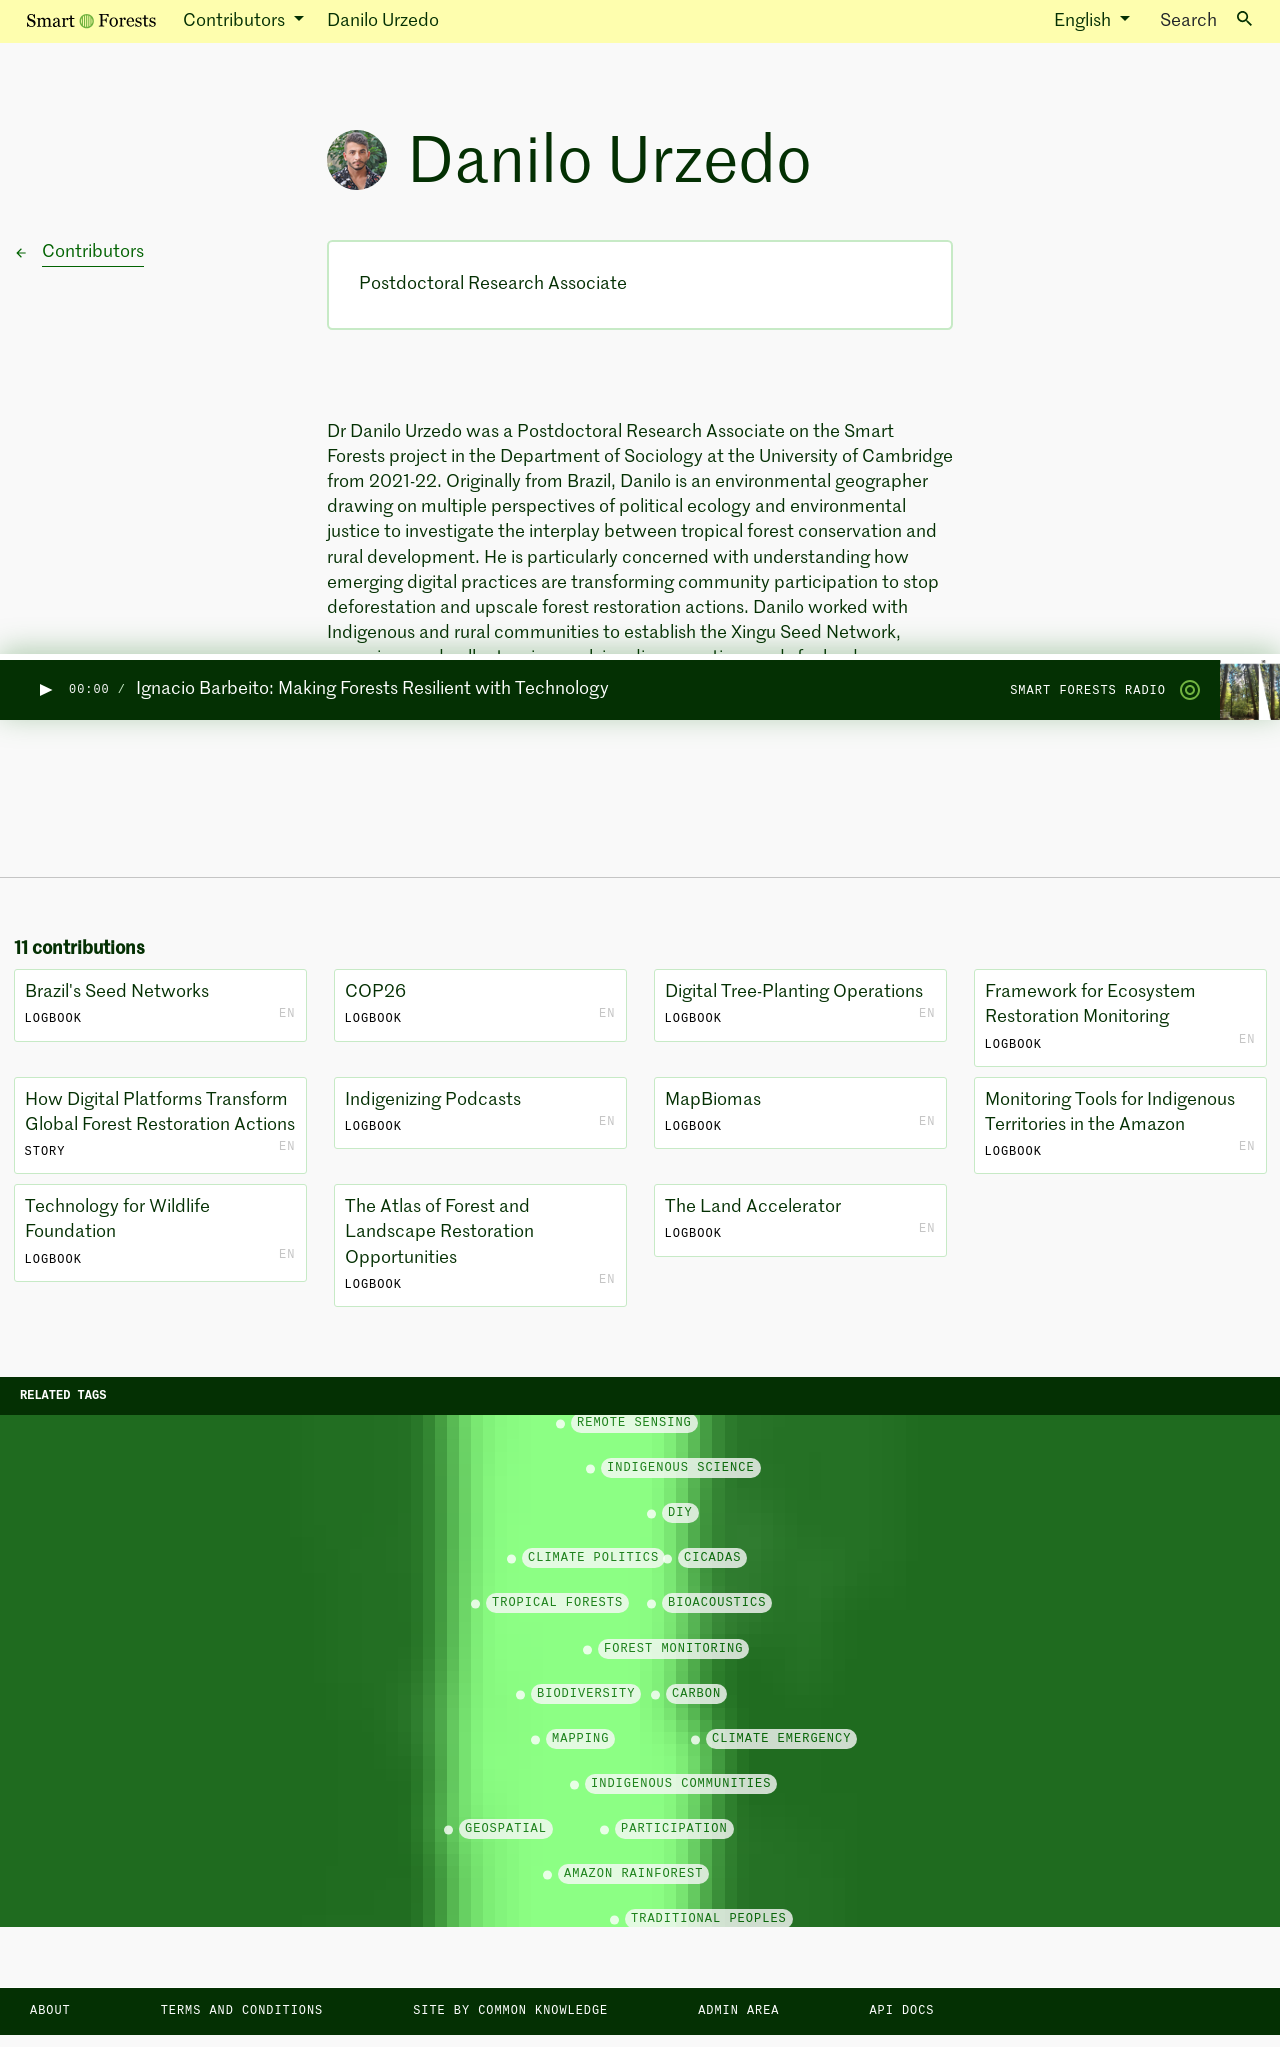 Smart Forests Contributors Danilo Urzedo English Search
Danilo Urzedo
Contributors
Postdoctoral Research Associate
Dr Danilo Urzedo was a Postdoctoral Research Associate on the Smart
Forests project in the Department of Sociology at the University of Cambridge
from 2021-22. Originally from Brazil, Danilo is an environmental geographer
drawing on multiple perspectives of political ecology and environmental
justice to investigate the interplay between tropical forest conservation and
rural development. He is particularly concerned with understanding how
emerging digital practices are transforming community participation to stop
deforestation and upscale forest restoration actions. Danilo worked with
Indigenous and rural communities to establish the Xingu Seed Network,
00:00 / Ignacio Barbeito: Making Forests Resilient with Technology SMART FORESTS RADIO
11 contributions
Brazil's Seed Networks
LOGBOOK EN
COP26
LOGBOOK EN
Digital Tree-Planting Operations
LOGBOOK EN
Framework for Ecosystem
Restoration Monitoring
LOGBOOK EN
How Digital Platforms Transform
Global Forest Restoration Actions
STORY EN
Indigenizing Podcasts
LOGBOOK EN
MapBiomas
LOGBOOK EN
Monitoring Tools for Indigenous
Territories in the Amazon
LOGBOOK EN
Technology for Wildlife
Foundation
LOGBOOK EN
The Atlas of Forest and
Landscape Restoration
Opportunities
LOGBOOK EN
The Land Accelerator
LOGBOOK EN
RELATED TAGS
REMOTE SENSING
INDIGENOUS SCIENCE
DIY
CLIMATE POLITICS CICADAS
TROPICAL FORESTS BIOACOUSTICS
FOREST MONITORING
BIODIVERSITY CARBON
MAPPING CLIMATE EMERGENCY
INDIGENOUS COMMUNITIES
GEOSPATIAL PARTICIPATION
AMAZON RAINFOREST
TRADITIONAL PEOPLES
ABOUT TERMS AND CONDITIONS SITE BY COMMON KNOWLEDGE ADMIN AREA API DOCS